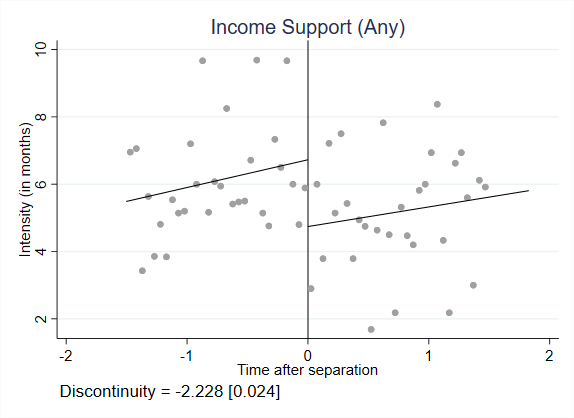 Income Support (Any)
Intensity (in months)
10
8
6
4
2
-2 -1 0 1 2
Time after separation
Discontinuity = -2.228 [0.024]